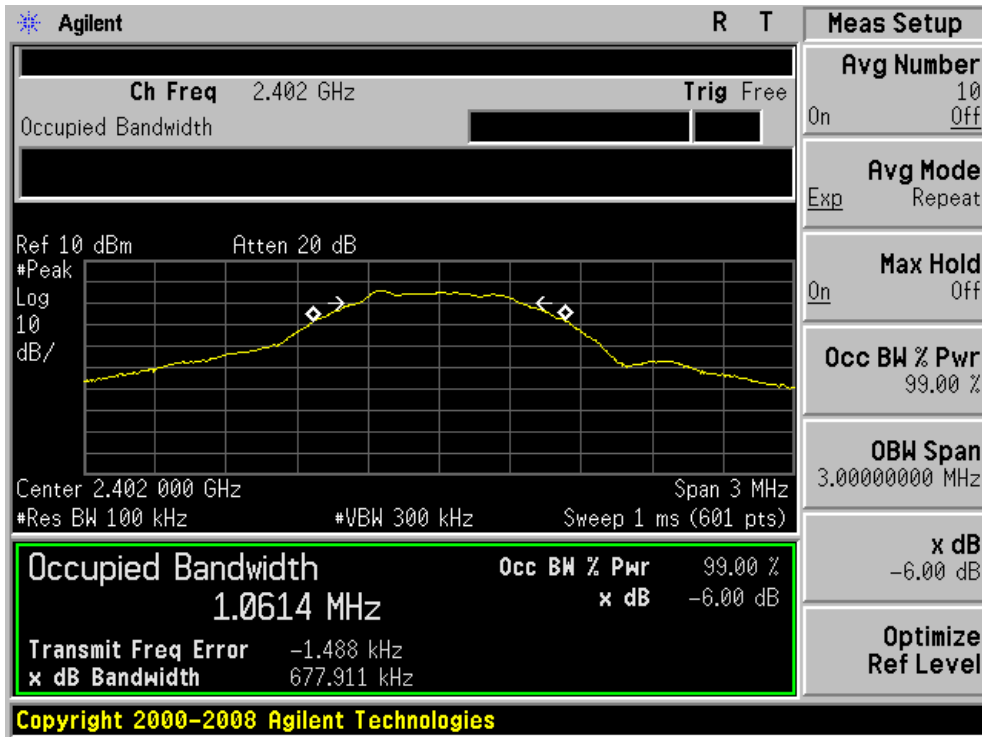 Agilent R T
Ch Freq 2.402 GHz Trig Free
Occupied Bandwidth
Ref 10 dBm Atten 20 dB
#Peak
Log
10
dB/
Center 2.402 000 GHz Span 3 MHz
#Res BW 100 kHz #VBW 300 kHz Sweep 1 ms (601 pts)
Occupied Bandwidth Occ BW % Pwr 99.00 %
1.0614 MHz x dB -6.00 dB
Transmit Freq Error -1.488 kHz
x dB Bandwidth 677.911 kHz
Copyright 2000-2008 Agilent Technologies
Meas Setup
Avg Number
10
On Off
Avg Mode
Exp Repeat
Max Hold
On Off
Occ BW % Pwr
99.00 %
OBW Span
3.00000000 MHz
x dB
-6.00 dB
Optimize
Ref Level